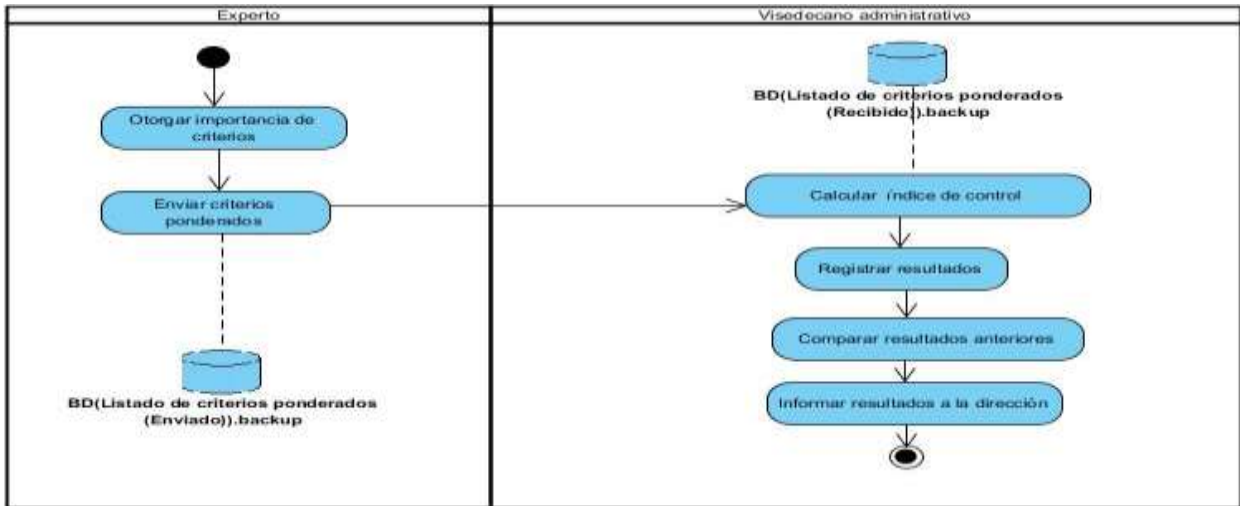 Experto
Visedecano administrativo
BD(Listado de criterios ponderados
(Recibido)).backup
Otorgar importancia de
criterios
Enviar criterios
ponderados
Calcular índice de control
Registrar resultados
Comparar resultados anteriores
Informar resultados a la dirección
BD(Listado de criterios ponderados
(Enviado)).backup